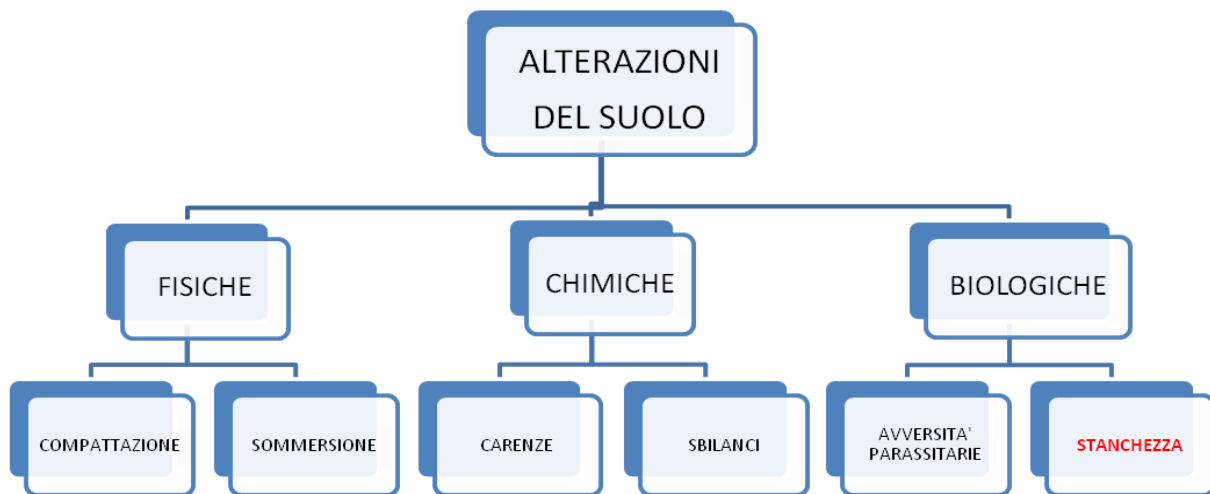 ALTERAZIONI
DEL SUOLO
FISICHE
CHIMICHE
BIOLOGICHE
COMPATTAZIONE
SOMMERSIONE
CARENZE
SBILANCI
AVVERSITA'
PARASSITARIE
STANCHEZZA